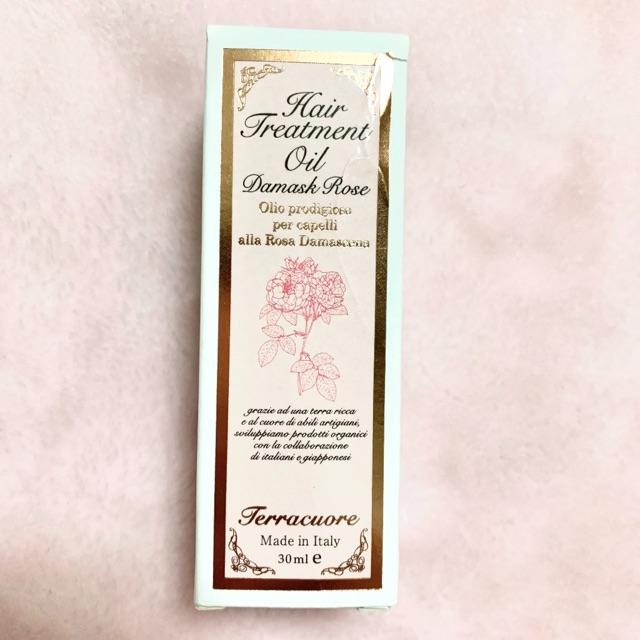 Hair
Treatment
Oil
Damask Rose
Olio prodigioso
per capelli
alla Rosa Damascena
grazie ad una terra ricca
e al cuore di abili artigiani,
sviluppiamo prodotti organici
con la collaborazione
di italiani e giapponesi
Terracuore
Made in Italy
30ml e